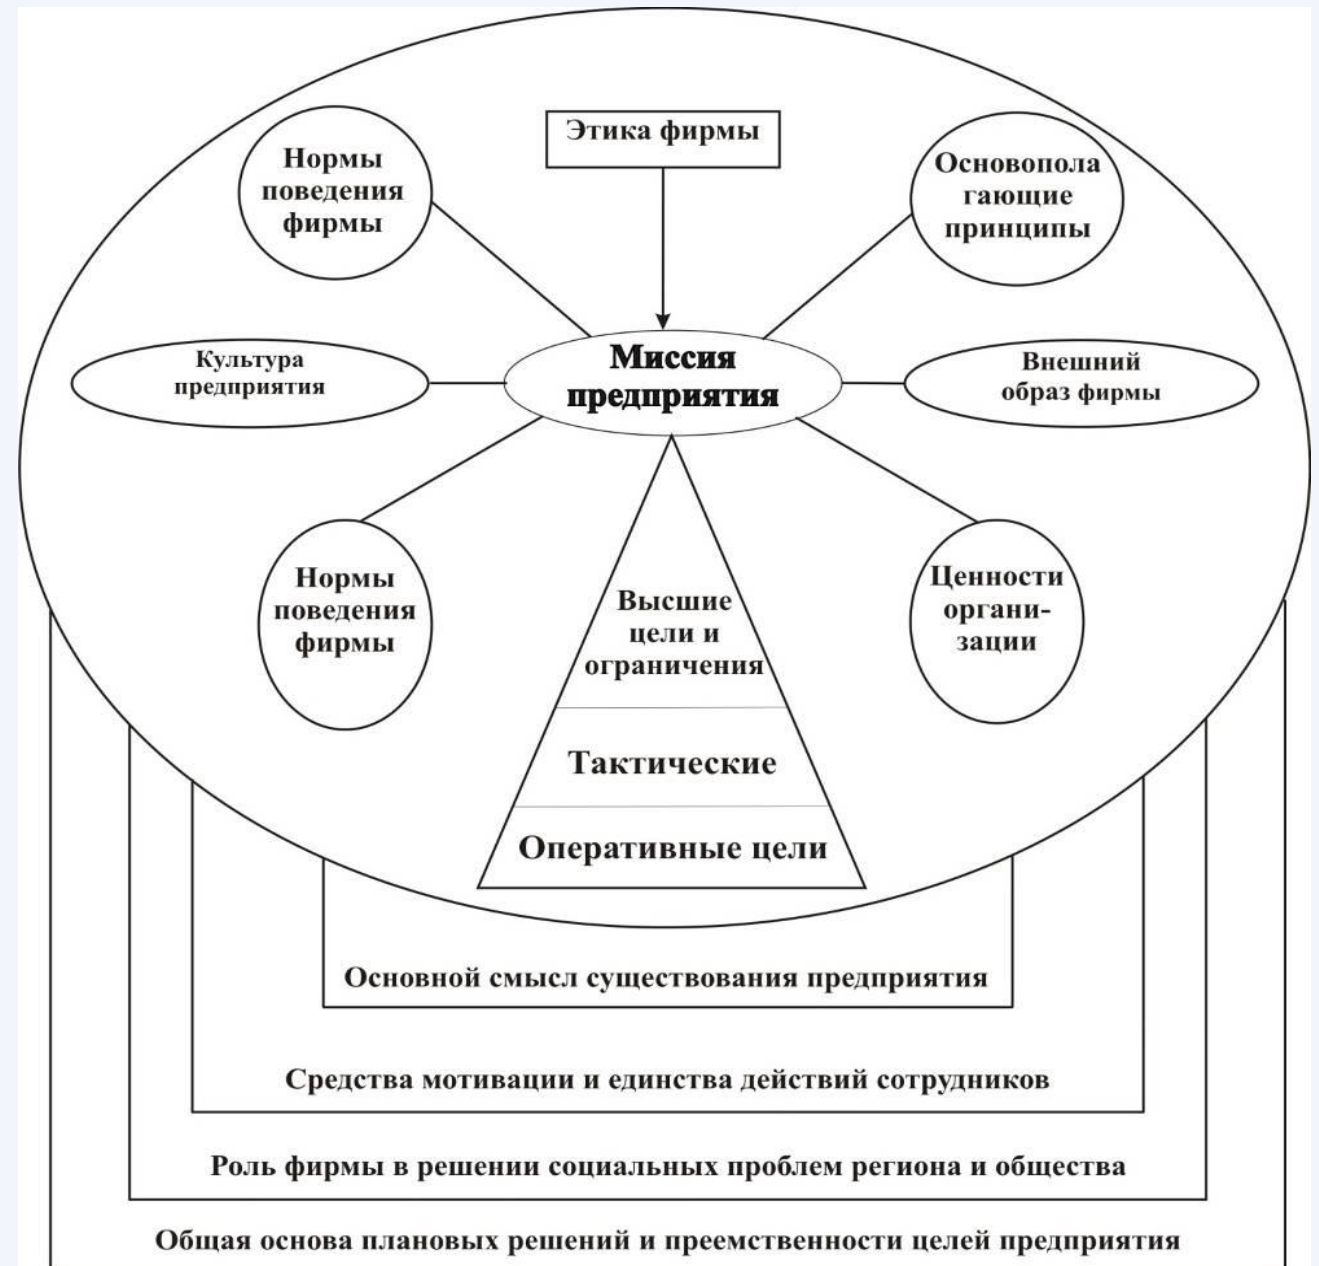 Этика фирмы
Нормы
поведения
фирмы
Основопола
гающие
принципы
Миссия
предприятия
Культура
предприятия
Внешний
образ фирмы
Нормы
поведения
фирмы
Высшие
цели и
ограничения
Ценности
органи-
зации
Тактические
Оперативные цели
Основной смысл существования предприятия
Средства мотивации и единства действий сотрудников
Роль фирмы в решении социальных проблем региона и общества
Общая основа плановых решений и преемственности целей предприятия